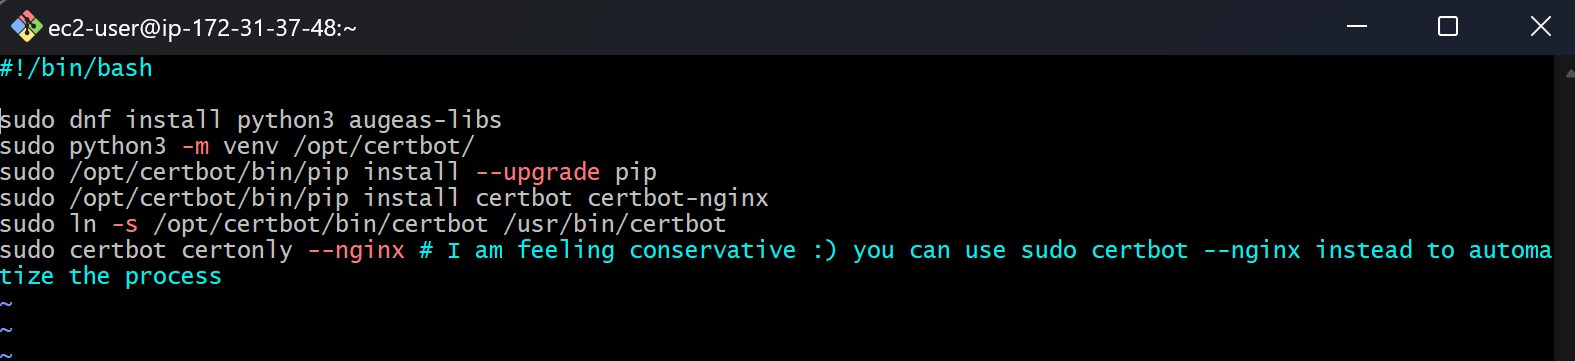 ec2-user@ip-172-31-37-48:~
#!/bin/bash
sudo dnf install python3 augeas-libs
sudo python3 -m venv /opt/certbot/
sudo /opt/certbot/bin/pip install --upgrade pip
sudo /opt/certbot/bin/pip install certbot certbot-nginx
sudo ln -s /opt/certbot/bin/certbot /usr/bin/certbot
sudo certbot certonly --nginx # I am feeling conservative :) you can use sudo certbot --nginx instead to automa
tize the process
~
~
~